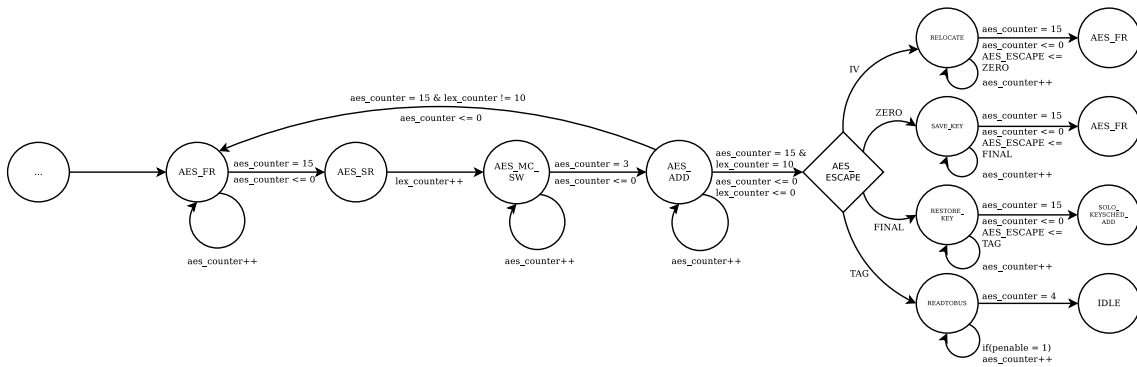 ...
AES_FR
aes_counter = 15
aes_counter <= 0
aes_counter++
AES_SR
lex_counter++
AES_MC_
SW
aes_counter = 3
aes_counter <= 0
aes_counter++
AES_
ADD
aes_counter++
aes_counter = 15 & lex_counter != 10
aes_counter <= 0
aes_counter = 15 &
lex_counter = 10
aes_counter <= 0
lex_counter <= 0
AES_
ESCAPE
IV
RELOCATE
aes_counter = 15
aes_counter <= 0
AES_ESCAPE <=
ZERO
aes_counter++
AES_FR
ZERO
SAVE_KEY
aes_counter = 15
aes_counter <= 0
AES_ESCAPE <=
FINAL
aes_counter++
AES_FR
FINAL
RESTORE_
KEY
aes_counter = 15
aes_counter <= 0
AES_ESCAPE <=
TAG
aes_counter++
SOLO_
KEYSCHED_
ADD
TAG
READTOBUS
aes_counter = 4
if(penable = 1)
aes_counter++
IDLE